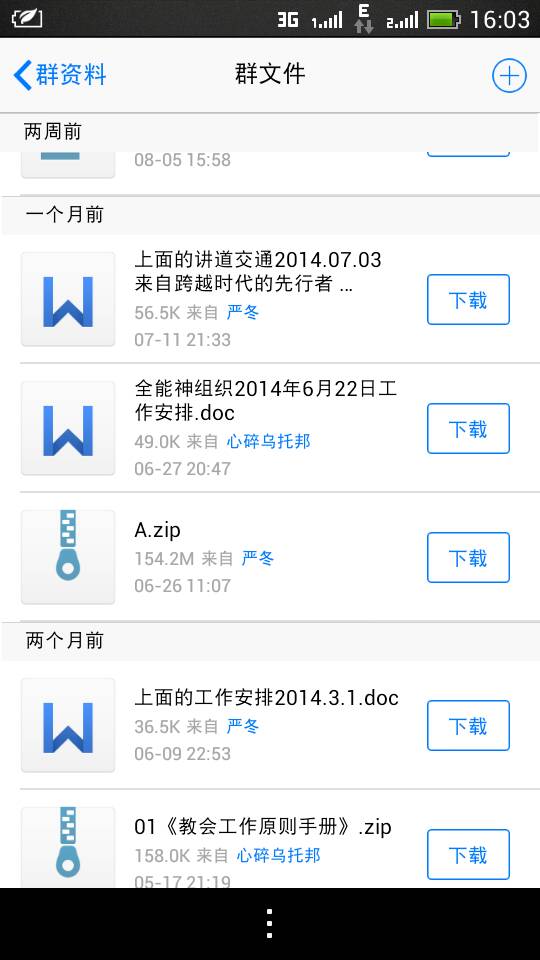 3G 1. E 2. 16:03
群资料 群文件
两周前
08-05 15:58
一个月前
上面的讲道交通2014.07.03
来自跨越时代的先行者 ...
下载
56.5K 来自 严冬
07-11 21:33
全能神组织2014年6月22日工
作安排.doc
下载
49.0K 来自 心碎乌托邦
06-27 20:47
A.zip
下载
154.2M 来自 严冬
06-26 11:07
两个月前
上面的工作安排2014.3.1.doc
下载
36.5K 来自 严冬
06-09 22:53
01《教会工作原则手册》.zip
下载
158.0K 来自 心碎乌托邦
05-17 21:19